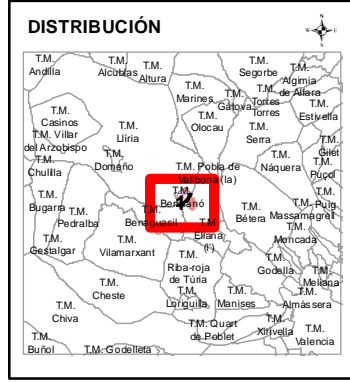 DISTRIBUCIÓN
N
W E
S
T.M.
Andilla
T.M.
Alcublas
T.M.
Altura
T.M.
Segorbe
T.M.
Algimia
de Alfara
T.M.
Marines
T.M.
Gátova
T.M.
Torres
Torres
T.M.
Estivella
T.M.
Casinos
T.M. Villar
del Arzobispo
T.M.
Llíria
T.M.
Olocau
T.M.
Serra
T.M.
Gilet
T.M.
Chulilla
T.M.
Domeño
T.M. Pobla de
Vallbona (la)
T.M.
Náquera
T.M.
Puçol
T.M.
Bugarra
T.M.
Pedralba
T.M.
Benaguasil
T.M.
Benisanó
T.M.
Eliana
(l')
T.M.
Bétera
T.M.
Massamagrell
T.M.
Puig
T.M.
Gestalgar
T.M.
Vilamarxant
T.M.
Moncada
T.M.
Riba-roja
de Túria
T.M.
Godella
T.M.
Meliana
T.M.
Cheste
T.M.
Loriguilla
T.M.
Manises
T.M.
Almàssera
T.M.
Chiva
T.M. Quart
de Poblet
T.M.
Xirivella
T.M.
Valencia
T.M.
Buñol
T.M. Godelleta